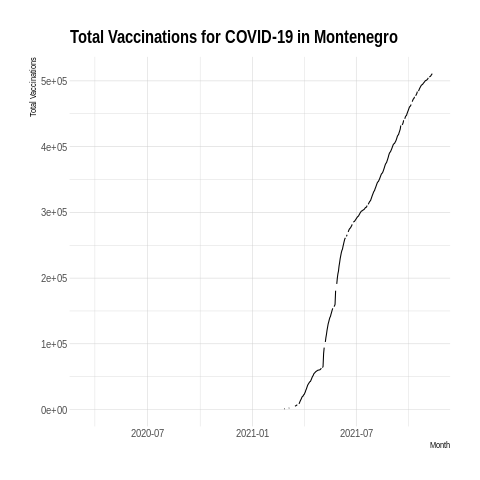 Total Vaccinations for COVID-19 in Montenegro
Total Vaccinations
5e+05
4e+05
3e+05
2e+05
1e+05
0e+00
2020-07
2021-01
2021-07
Month